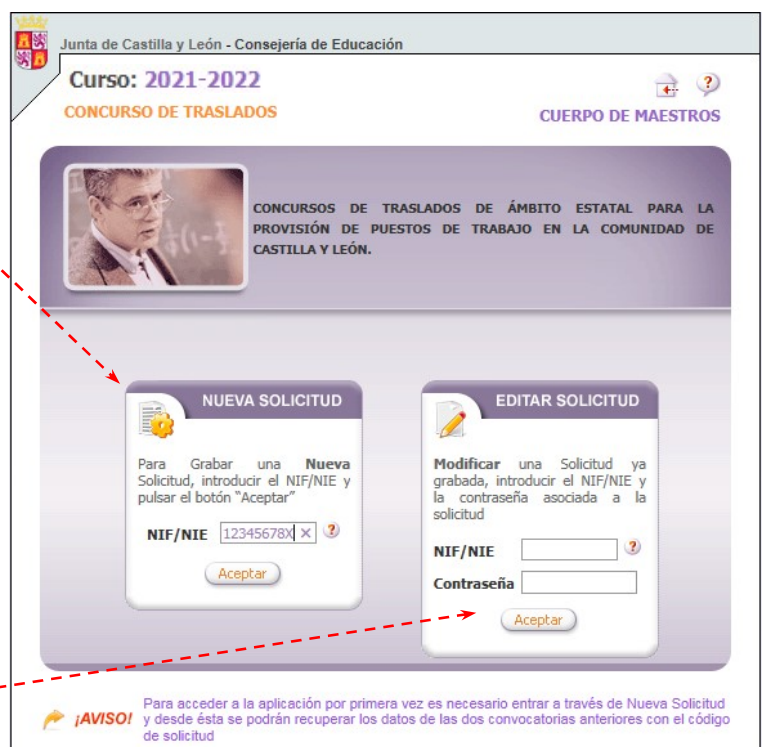 Junta de Castilla y León - Consejería de Educación
Curso: 2021-2022
CONCURSO DE TRASLADOS
CUERPO DE MAESTROS
CONCURSOS DE TRASLADOS DE ÁMBITO ESTATAL PARA LA
PROVISIÓN DE PUESTOS DE TRABAJO EN LA COMUNIDAD DE
CASTILLA Y LEÓN.
NUEVA SOLICITUD
Para Grabar una Nueva
Solicitud, introducir el NIF/NIE y
pulsar el botón "Aceptar"
NIF/NIE 12345678X
Aceptar
EDITAR SOLICITUD
Modificar una Solicitud ya
grabada, introducir el NIF/NIE y
la contraseña asociada a la
solicitud
NIF/NIE
Contraseña
Aceptar
¡AVISO!
Para acceder a la aplicación por primera vez es necesario entrar a través de Nueva Solicitud
y desde ésta se podrán recuperar los datos de las dos convocatorias anteriores con el código
de solicitud